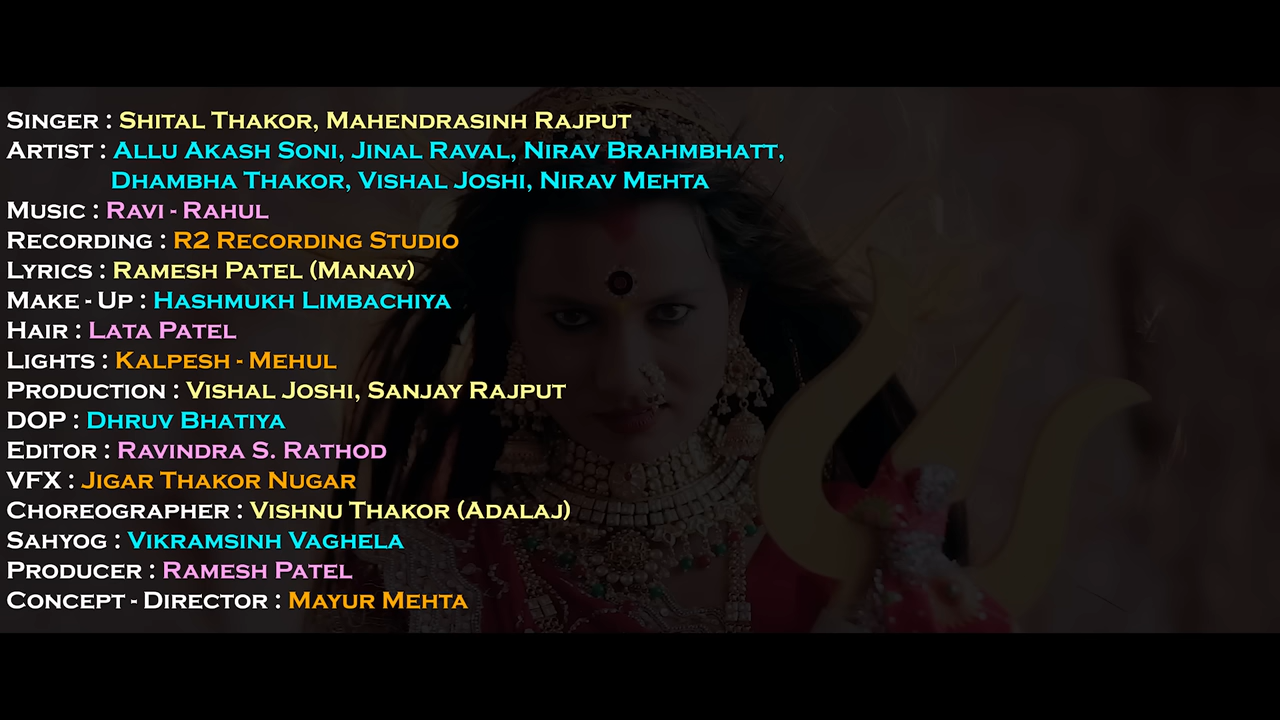 Singer : Shital Thakor, Mahendrasinh Rajput
Artist : Allu Akash Soni, Jinal Raval, Nirav Brahmbhatt,
Dhambha Thakor, Vishal Joshi, Nirav Mehta
Music : Ravi - Rahul
Recording : R2 Recording Studio
Lyrics : Ramesh Patel (Manav)
Make - Up : Hashmukh Limbachiya
Hair : Lata Patel
Lights : Kalpesh - Mehul
Production : Vishal Joshi, Sanjay Rajput
DOP : Dhruv Bhatiya
Editor : Ravindra S. Rathod
VFX : Jigar Thakor Nugar
Choreographer : Vishnu Thakor (Adalaj)
Sahyog : Vikramsinh Vaghela
Producer : Ramesh Patel
Concept - Director : Mayur Mehta